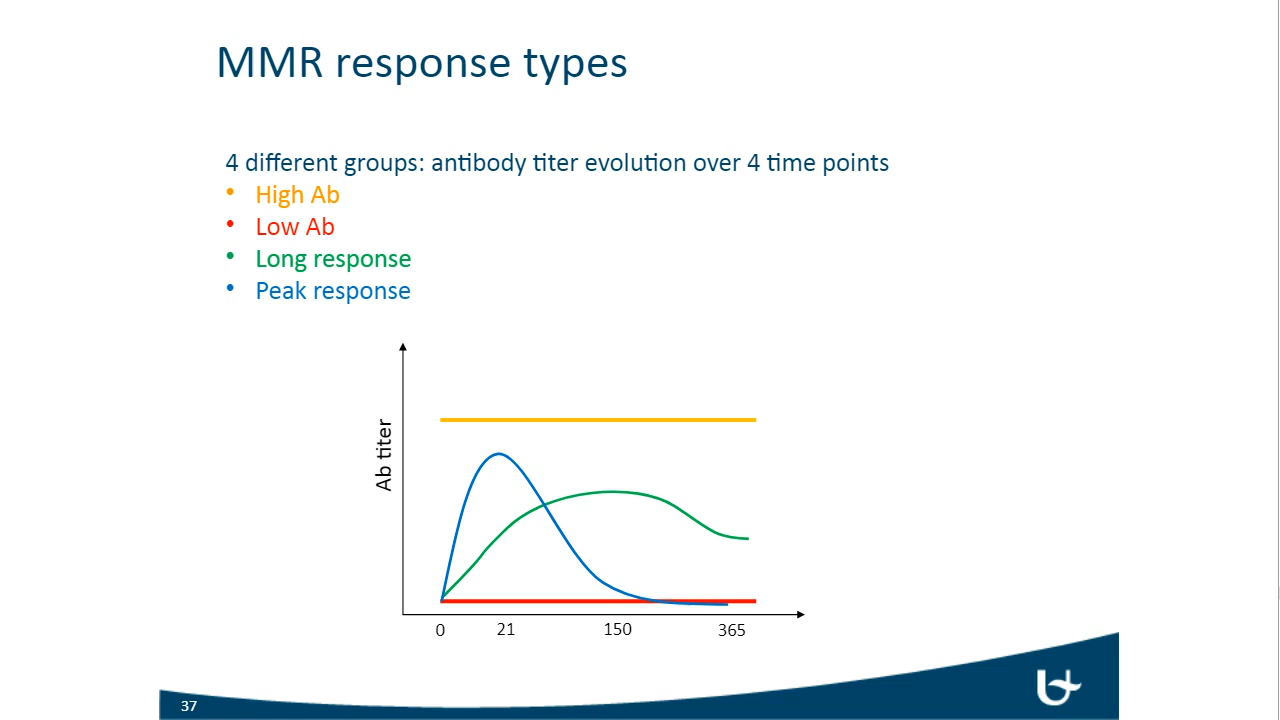 MMR response types
4 different groups: antibody titer evolution over 4 time points
• High Ab
• Low Ab
• Long response
• Peak response
Ab titer
0 21 150 365
37